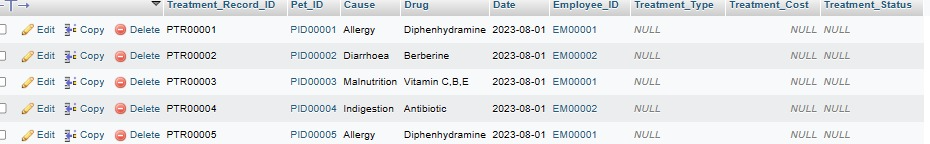 Treatment_Record_ID Pet_ID Cause Drug Date Employee_ID Treatment_Type Treatment_Cost Treatment_Status
Edit Copy Delete PTR00001 PID00001 Allergy Diphenhydramine 2023-08-01 EM00001 NULL NULL NULL
Edit Copy Delete PTR00002 PID00002 Diarrhoea Berberine 2023-08-01 EM00002 NULL NULL NULL
Edit Copy Delete PTR00003 PID00003 Malnutrition Vitamin C,B,E 2023-08-01 EM00001 NULL NULL NULL
Edit Copy Delete PTR00004 PID00004 Indigestion Antibiotic 2023-08-01 EM00002 NULL NULL NULL
Edit Copy Delete PTR00005 PID00005 Allergy Diphenhydramine 2023-08-01 EM00001 NULL NULL NULL